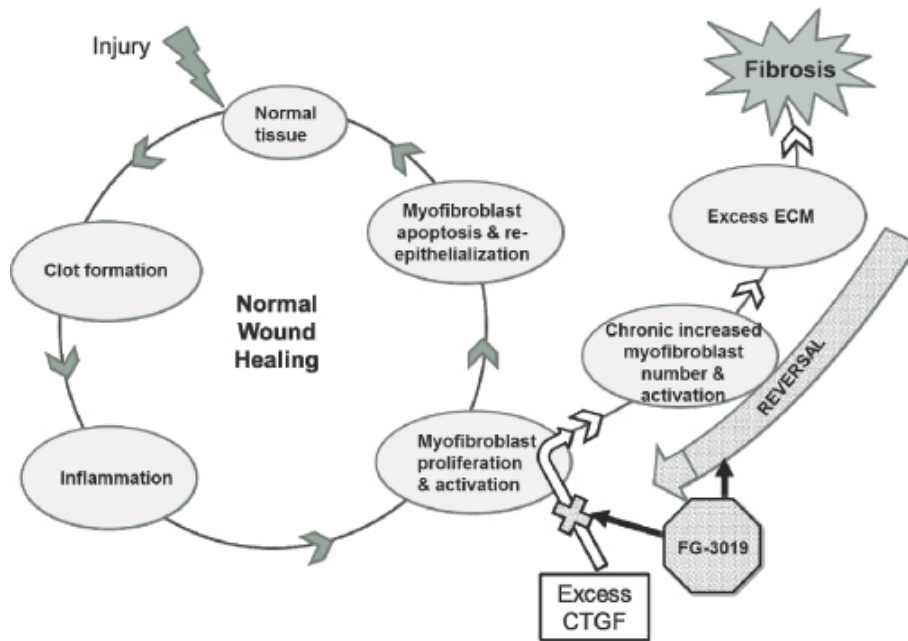 Injury
Normal
tissue
Clot formation
Inflammation
Normal
Wound
Healing
Myofibroblast
apoptosis & re-
epithelialization
Myofibroblast
proliferation
& activation
Fibrosis
Excess ECM
Chronic increased
myofibroblast
number &
activation
REVERSAL
FG-3019
Excess
CTGF